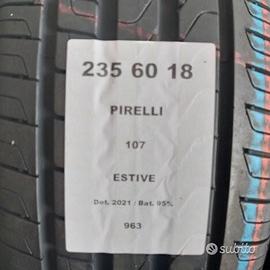 235 60 18
PIRELLI
107
ESTIVE
Dot. 2021 / Bat. 95%
963
subito